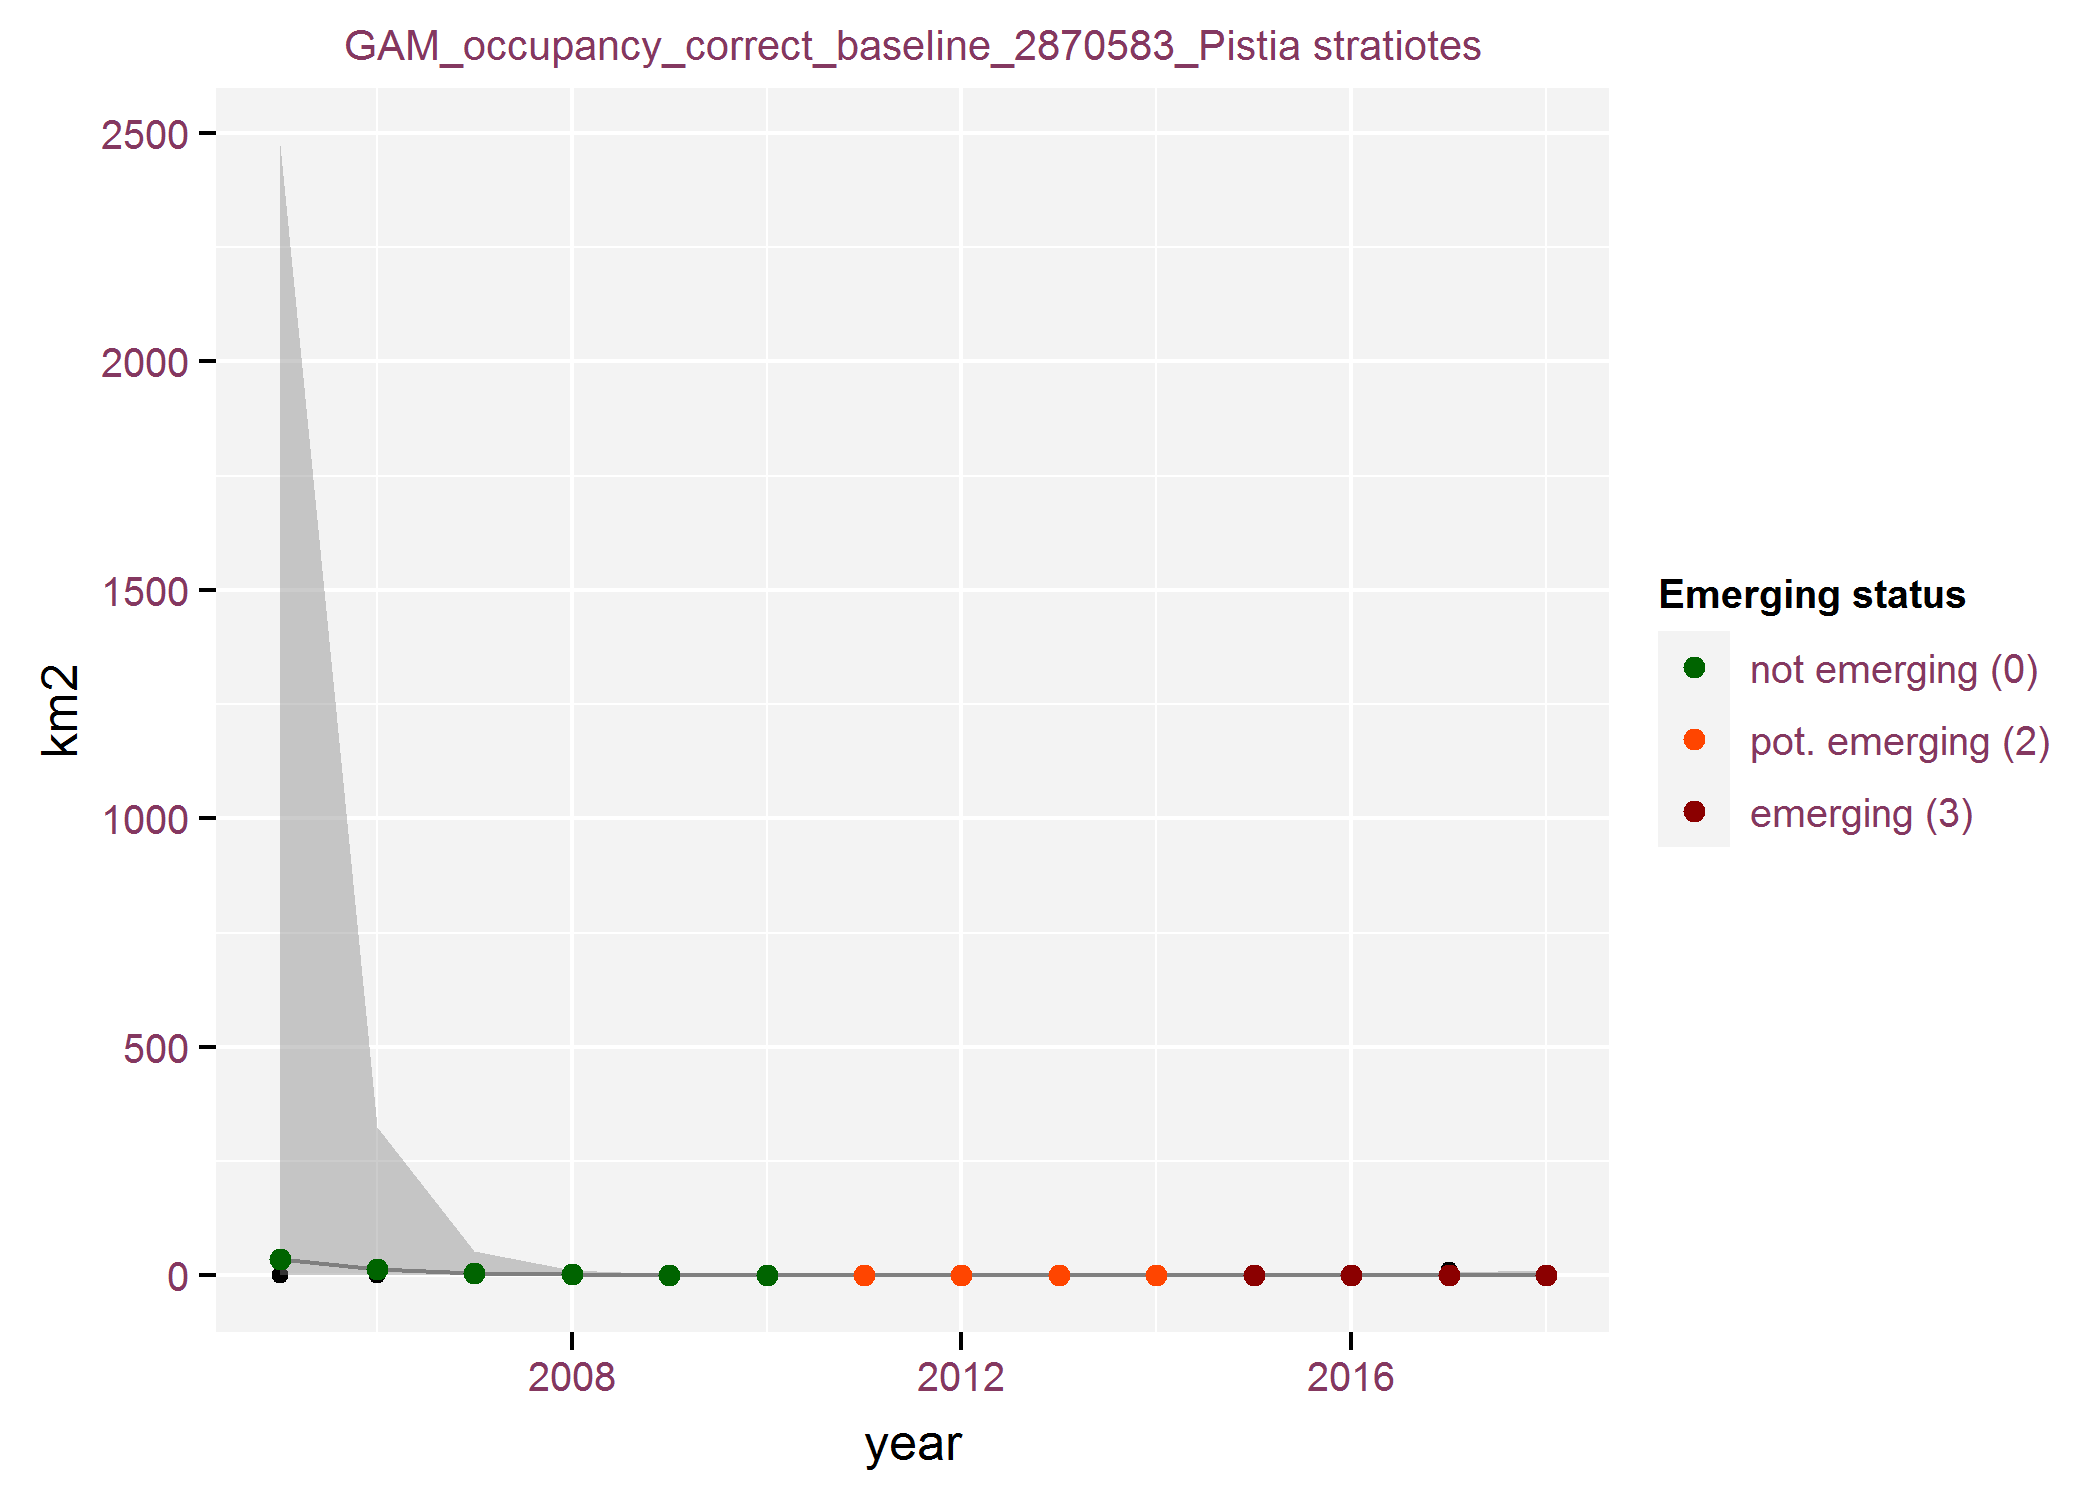 GAM_occupancy_correct_baseline_2870583_Pistia stratiotes
2500
2000
1500
1000
500
0
km2
2008
2012
2016
year
Emerging status
not emerging (0)
pot. emerging (2)
emerging (3)